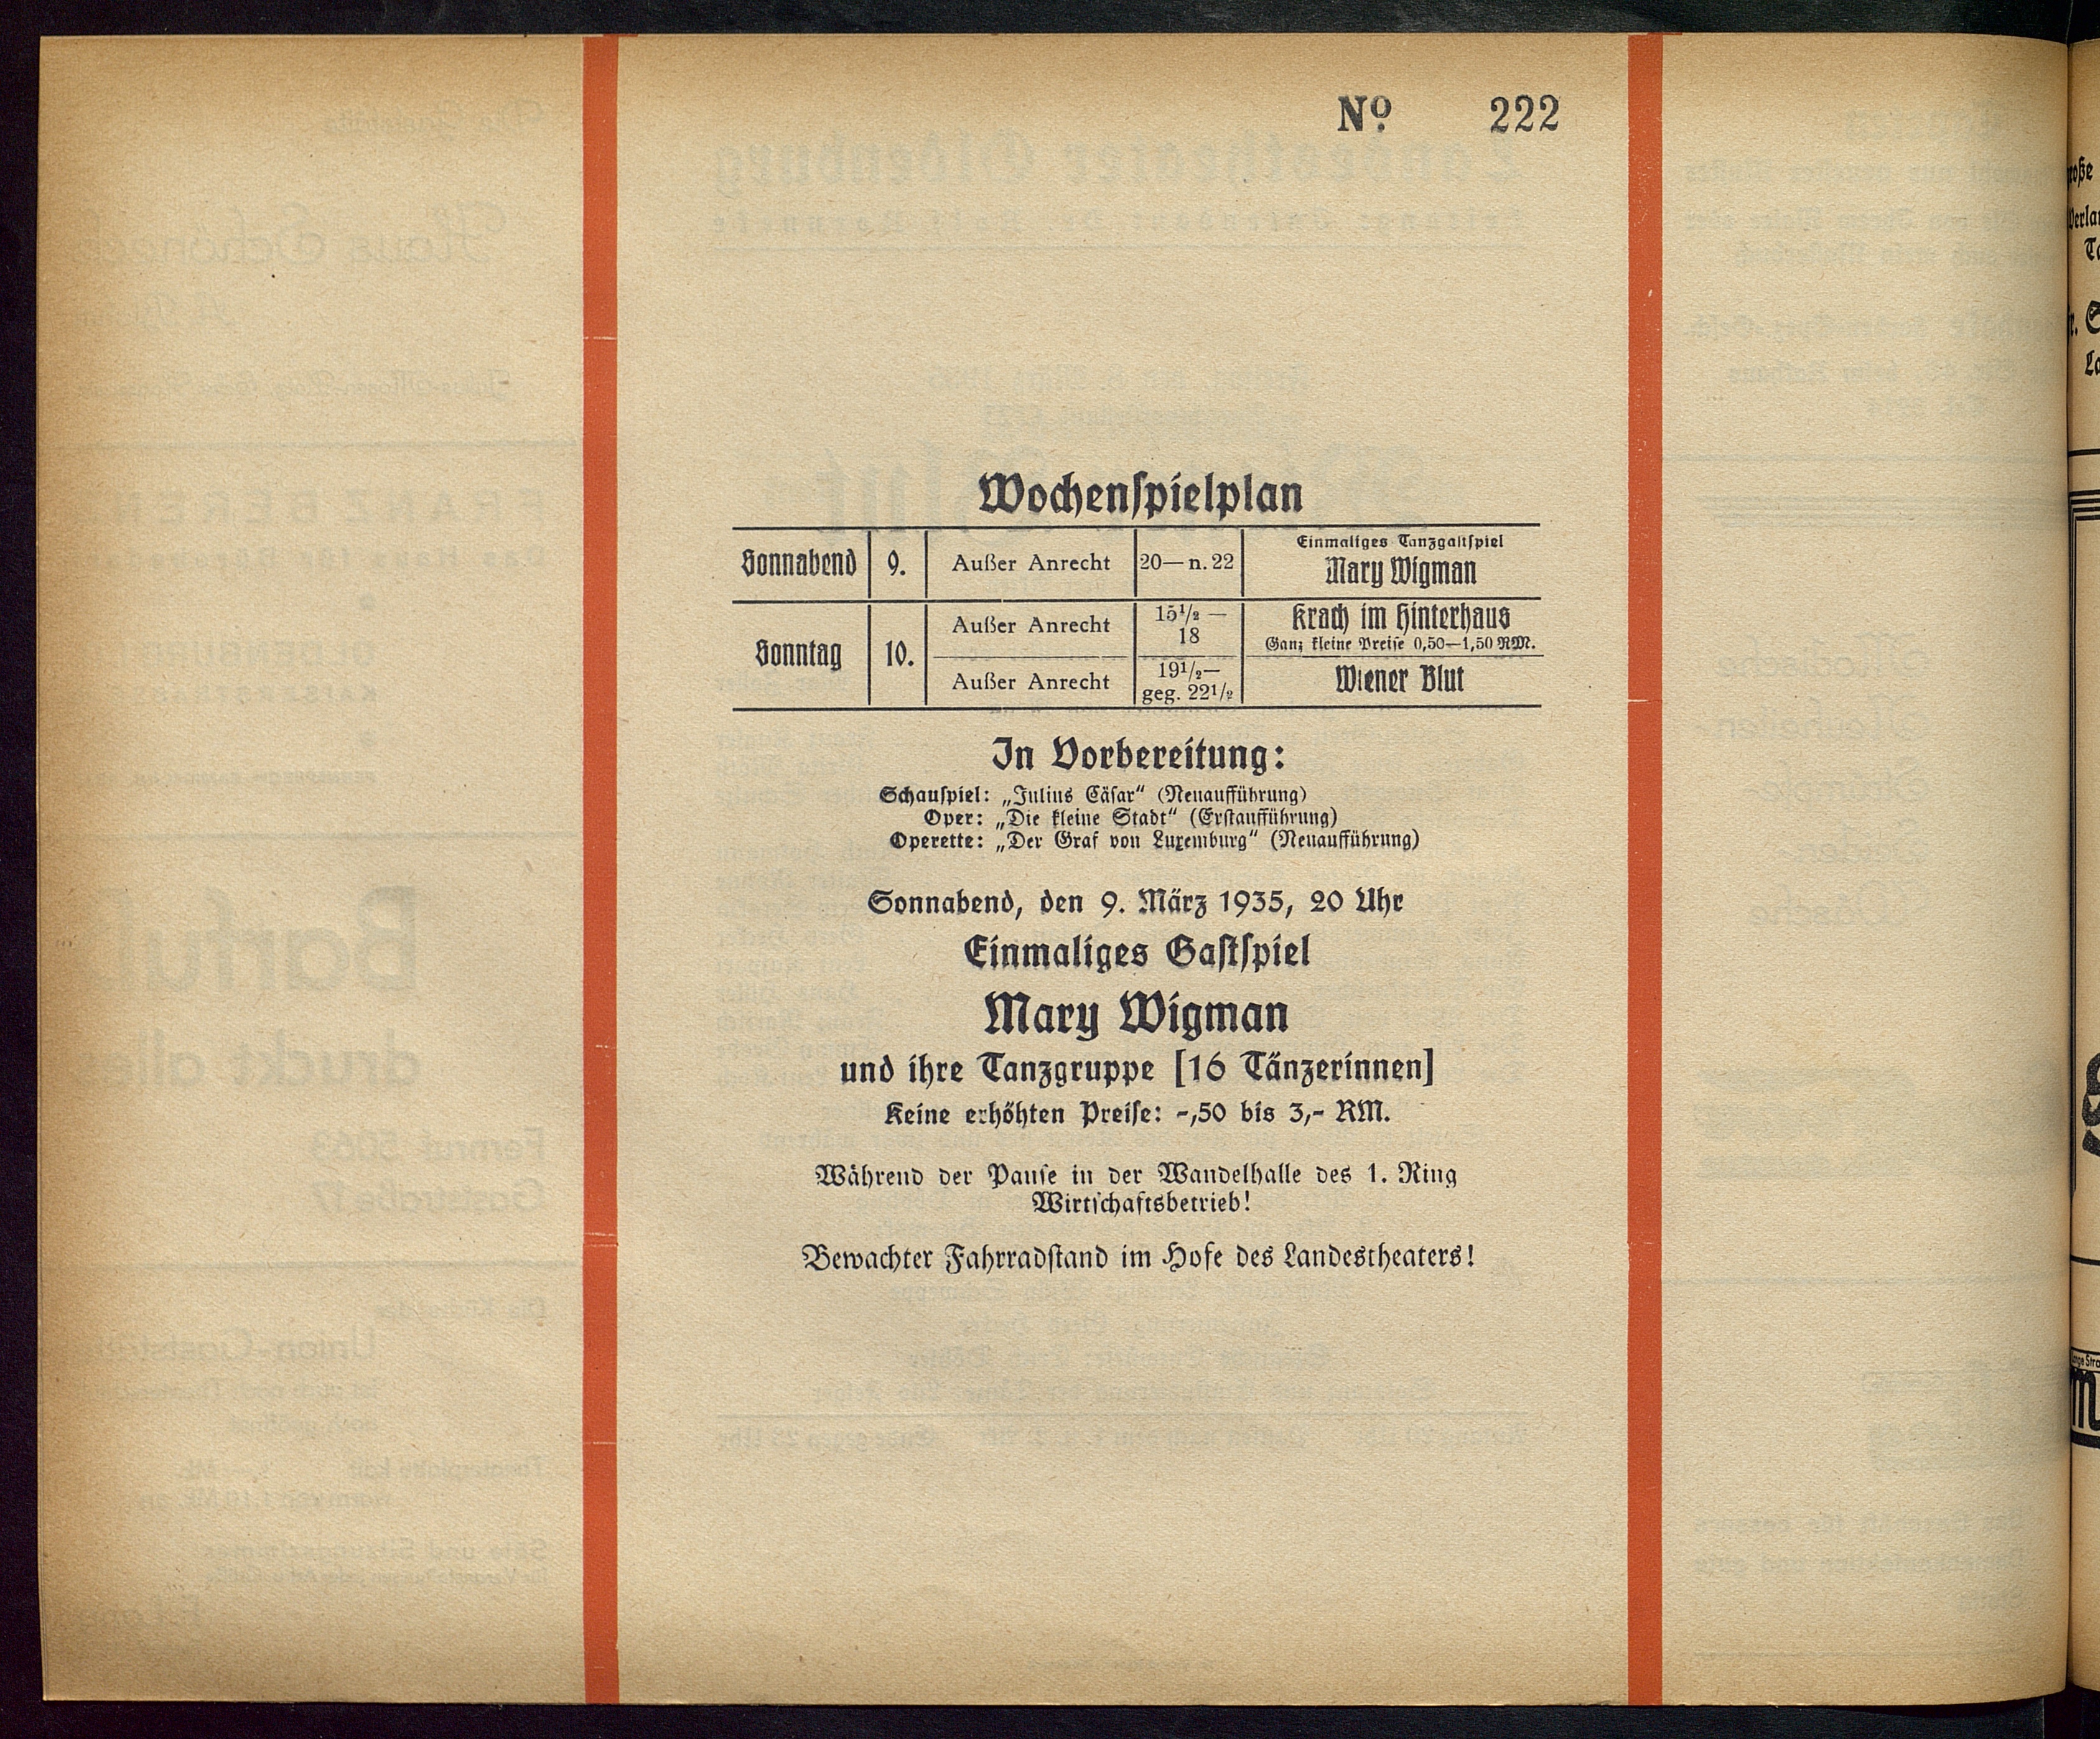 Nº. 222
Wochenspielplan
Sonnabend 9. Außer Anrecht 20—n. 22 Einmaliges Tanzgastspiel
Mary Wigman
Sonntag 10. Außer Anrecht 15½—18 Krach im Hinterhaus
Ganz kleine Preise 0,50—1,50 RM.
Außer Anrecht 19½—geg. 22½ Wiener Blut
In Vorbereitung:
Schauspiel: „Julius Cäsar“ (Neuaufführung)
Oper: „Die kleine Stadt“ (Erstaufführung)
Operette: „Der Graf von Luxemburg“ (Neuaufführung)
Sonnabend, den 9. März 1935, 20 Uhr
Einmaliges Gastspiel
Mary Wigman
und ihre Tanzgruppe [16 Tänzerinnen]
Keine erhöhten Preise: -,50 bis 3,- RM.
Während der Pause in der Wandelhalle des 1. Ring
Wirtschaftsbetrieb!
Bewachter Fahrradstand im Hofe des Landestheaters!